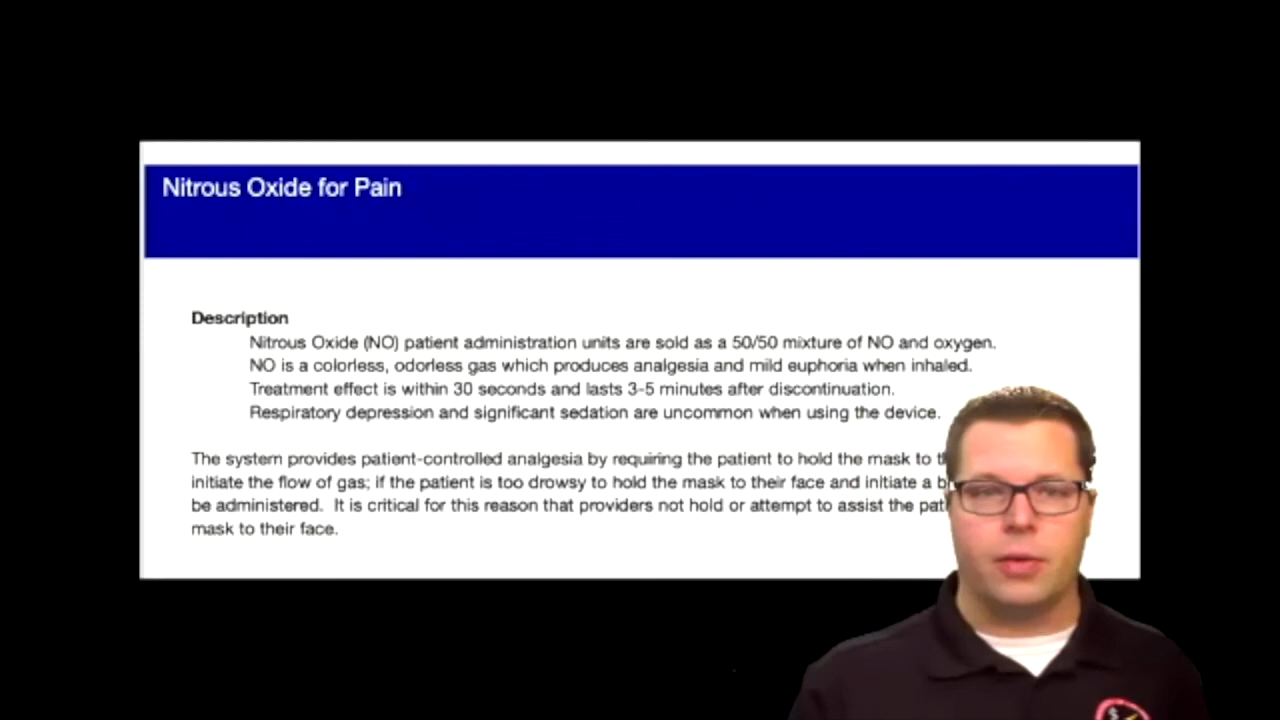 Nitrous Oxide for Pain
Description
Nitrous Oxide (NO) patient administration units are sold as a 50/50 mixture of NO and oxygen.
NO is a colorless, odorless gas which produces analgesia and mild euphoria when inhaled.
Treatment effect is within 30 seconds and lasts 3-5 minutes after discontinuation.
Respiratory depression and significant sedation are uncommon when using the device.
The system provides patient-controlled analgesia by requiring the patient to hold the mask to
initiate the flow of gas; if the patient is too drowsy to hold the mask to their face and initiate a
be administered. It is critical for this reason that providers not hold or attempt to assist the
mask to their face.